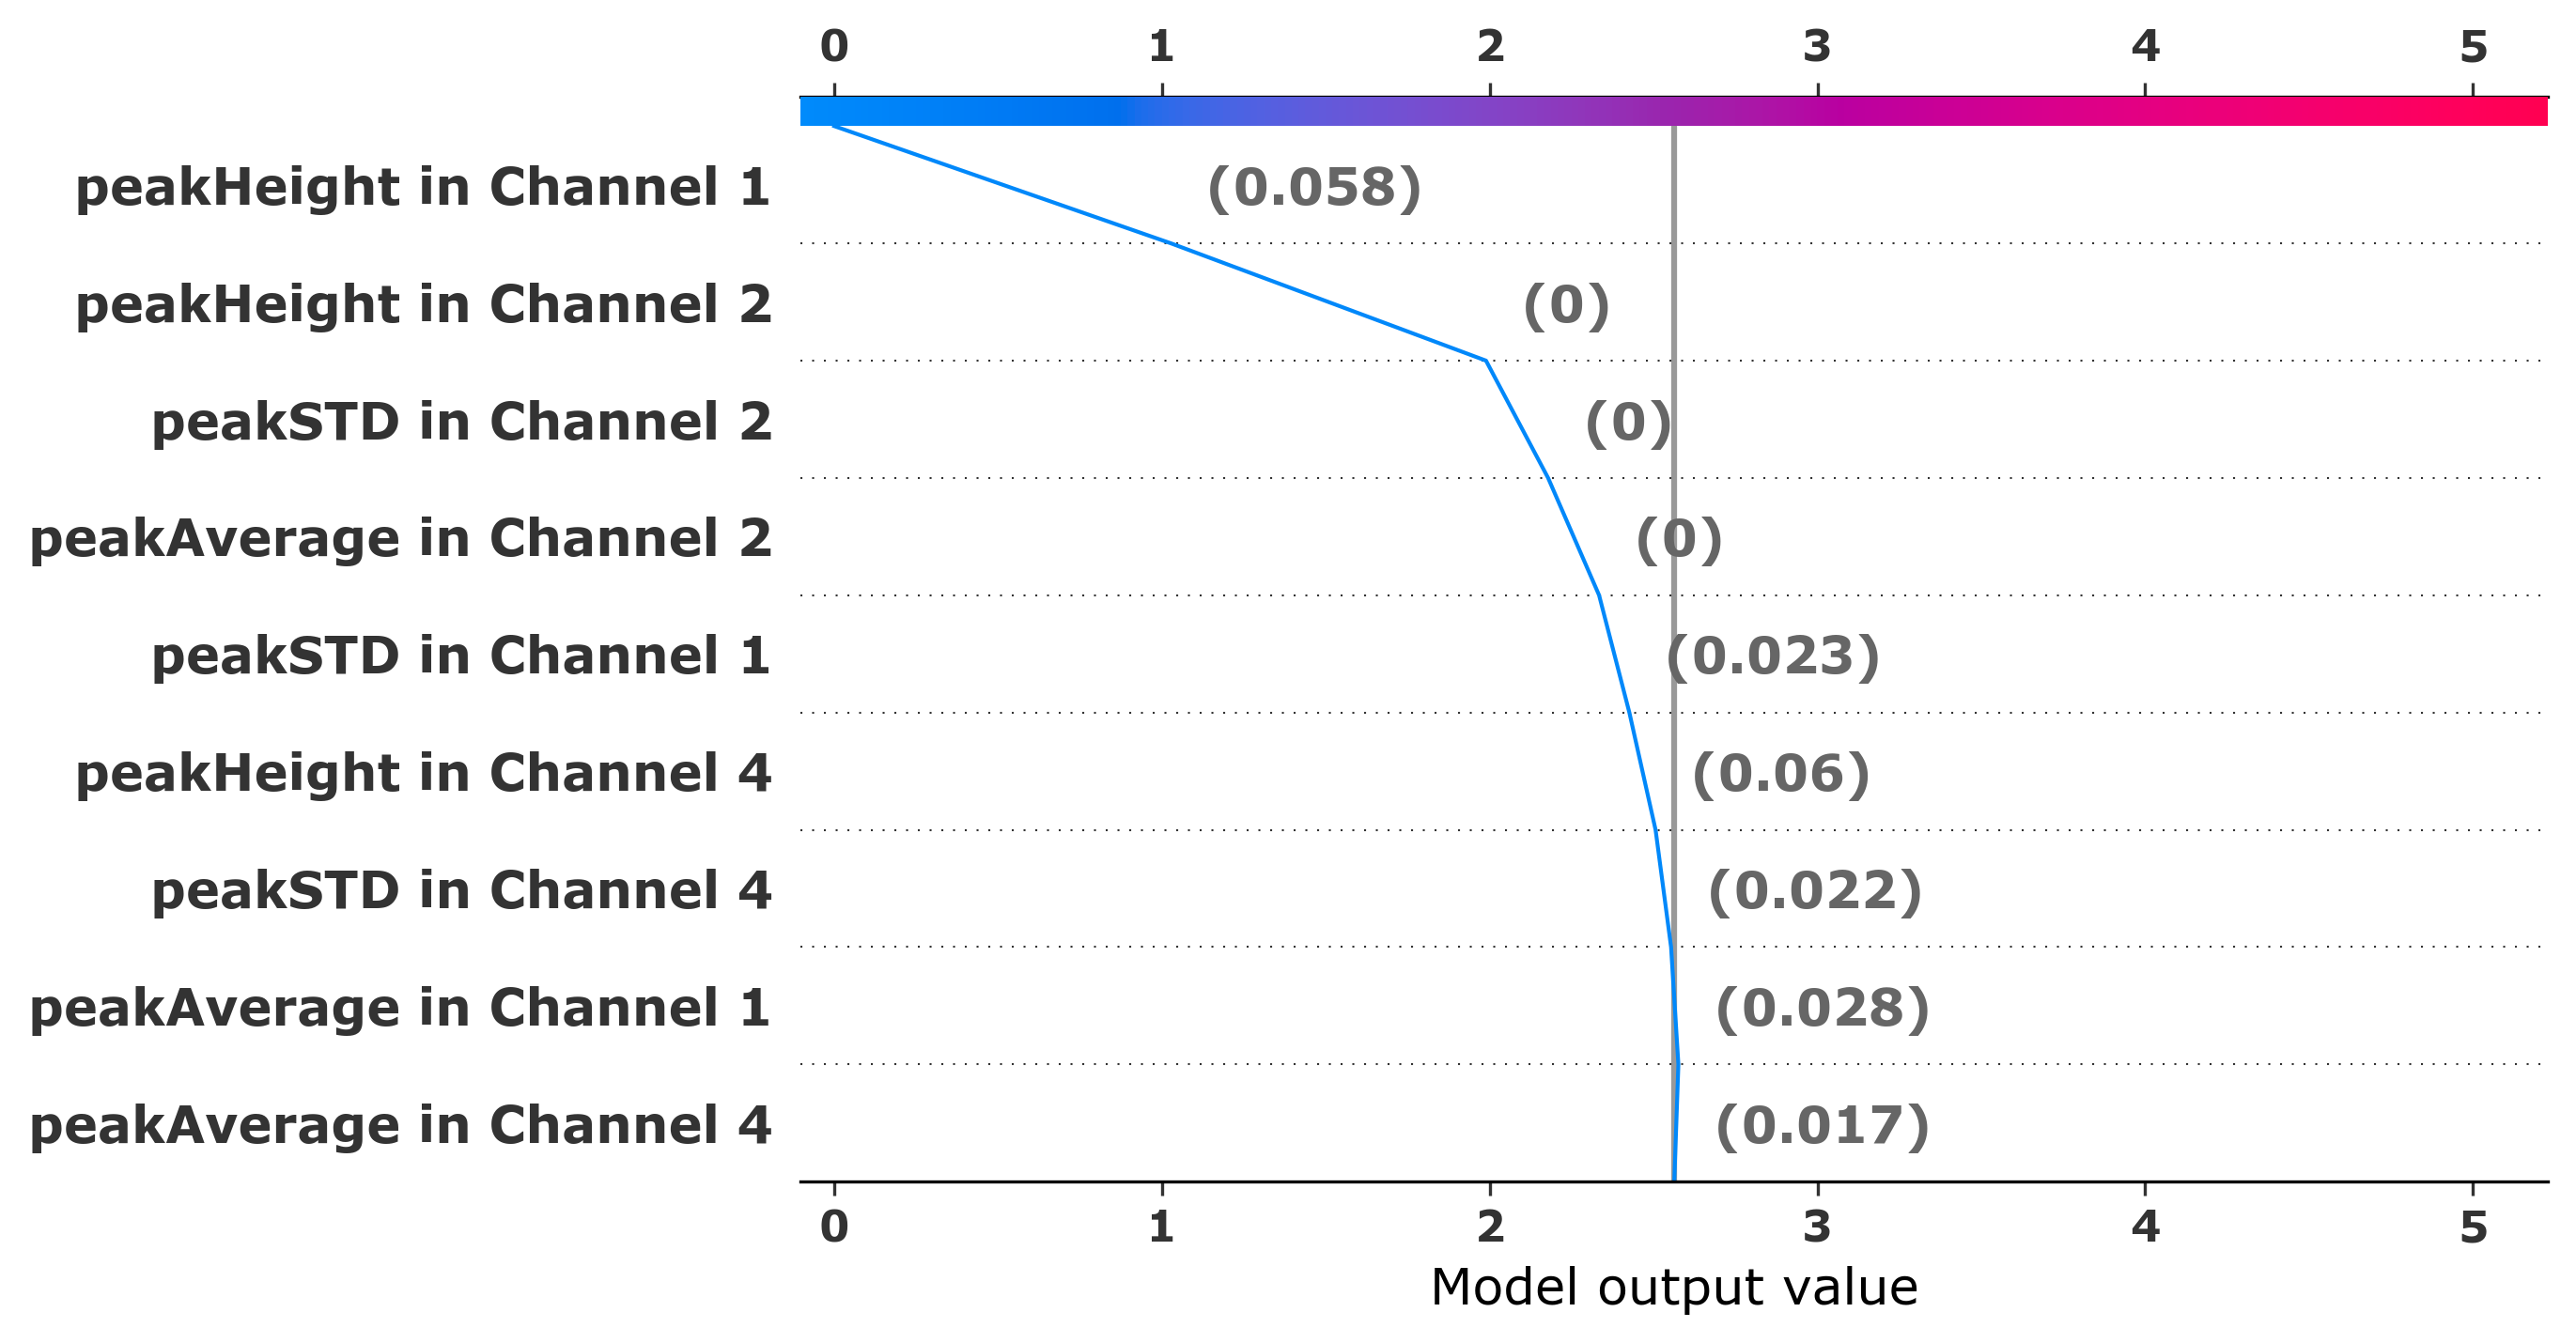 0 1 2 3 4 5
peakHeight in Channel 1 (0.058)
peakHeight in Channel 2 (0)
peakSTD in Channel 2 (0)
peakAverage in Channel 2 (0)
peakSTD in Channel 1 (0.023)
peakHeight in Channel 4 (0.06)
peakSTD in Channel 4 (0.022)
peakAverage in Channel 1 (0.028)
peakAverage in Channel 4 (0.017)
0 1 2 3 4 5
Model output value